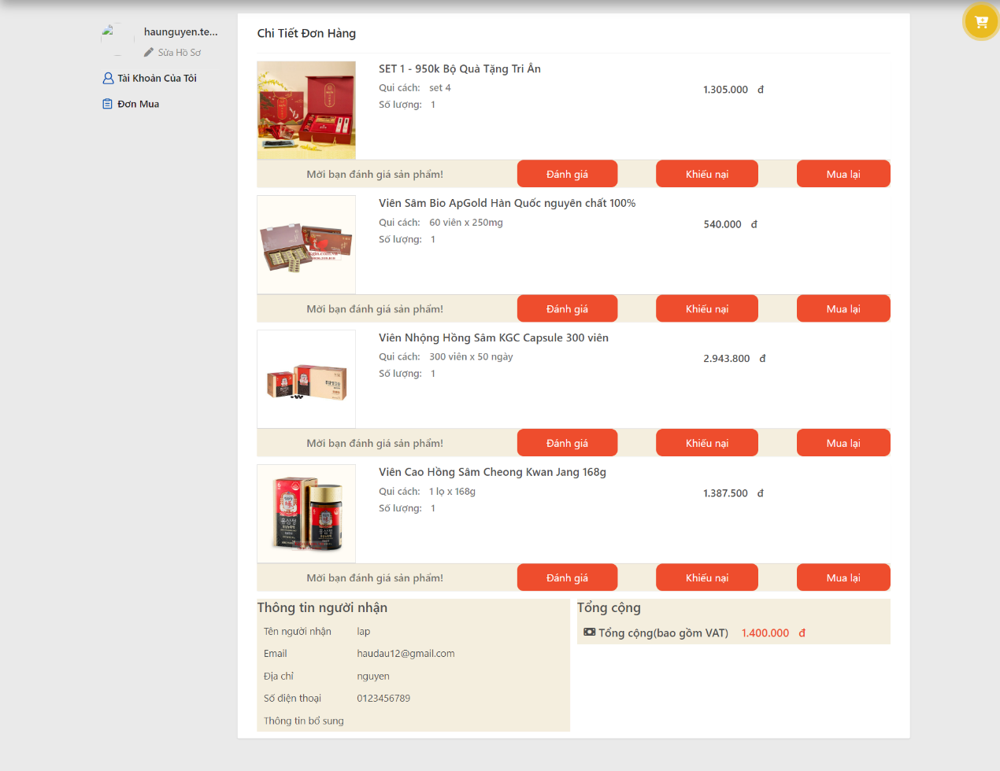 haunguyen.te...
Sửa Hồ Sơ
Tài Khoản Của Tôi
Đơn Mua
Chi Tiết Đơn Hàng
SET 1 - 950k Bộ Quà Tặng Tri Ân
Qui cách: set 4
Số lượng: 1
1.305.000 đ
Mời bạn đánh giá sản phẩm!
Đánh giá
Khiếu nại
Mua lại
Viên Sâm Bio ApGold Hàn Quốc nguyên chất 100%
Qui cách: 60 viên x 250mg
Số lượng: 1
540.000 đ
Mời bạn đánh giá sản phẩm!
Đánh giá
Khiếu nại
Mua lại
Viên Nhộng Hồng Sâm KGC Capsule 300 viên
Qui cách: 300 viên x 50 ngày
Số lượng: 1
2.943.800 đ
Mời bạn đánh giá sản phẩm!
Đánh giá
Khiếu nại
Mua lại
Viên Cao Hồng Sâm Cheong Kwan Jang 168g
Qui cách: 1 lọ x 168g
Số lượng: 1
1.387.500 đ
홍삼정
홍삼정
Mời bạn đánh giá sản phẩm!
Đánh giá
Khiếu nại
Mua lại
Thông tin người nhận
Tên người nhận lap
Email haudau12@gmail.com
Địa chỉ nguyen
Số điện thoại 0123456789
Thông tin bổ sung
Tổng cộng
Tổng cộng(bao gồm VAT) 1.400.000 đ